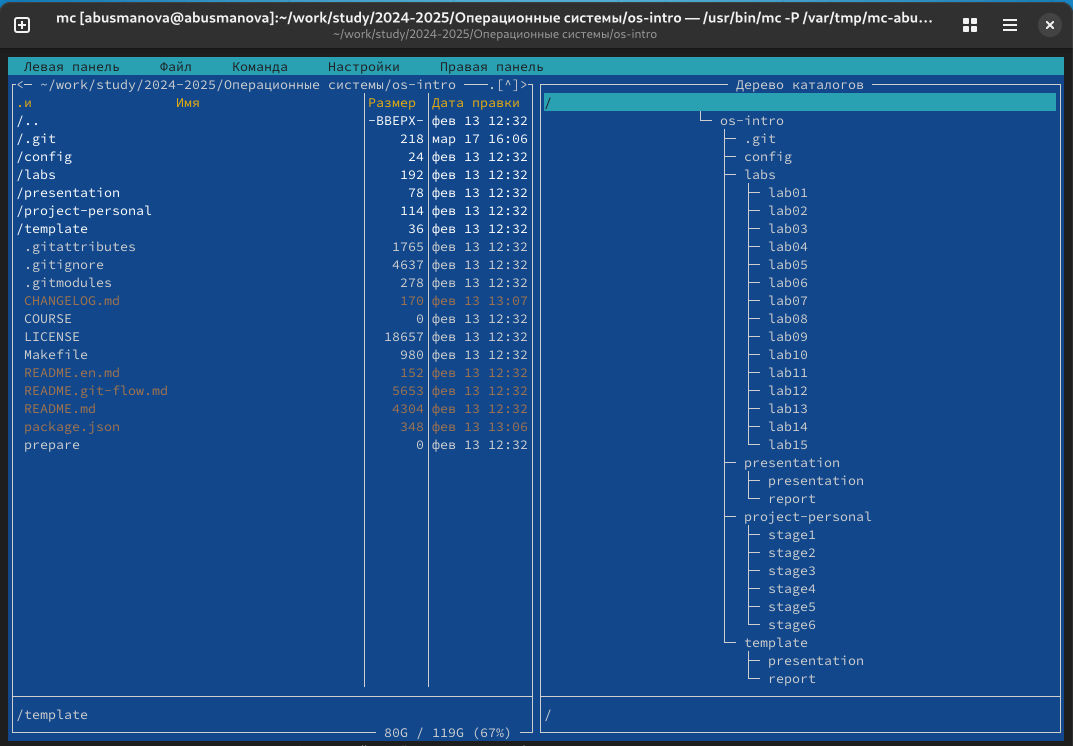 mc [abusmanova@abusmanova]:~/work/study/2024-2025/Операционные системы/os-intro — /usr/bin/mc -P /var/tmp/mc-abu…
~/work/study/2024-2025/Операционные системы/os-intro
Левая панель Файл Команда Настройки Правая панель
<— ~/work/study/2024-2025/Операционные системы/os-intro ——.[^]>
.и Имя Размер Дата правки
/.. -ВВЕРХ- фев 13 12:32
/.git 218 мар 17 16:06
/config 24 фев 13 12:32
/labs 192 фев 13 12:32
/presentation 78 фев 13 12:32
/project-personal 114 фев 13 12:32
/template 36 фев 13 12:32
.gitattributes 1765 фев 13 12:32
.gitignore 4637 фев 13 12:32
.gitmodules 278 фев 13 12:32
CHANGELOG.md 170 фев 13 13:07
COURSE 0 фев 13 12:32
LICENSE 18657 фев 13 12:32
Makefile 980 фев 13 12:32
README.en.md 152 фев 13 12:32
README.git-flow.md 5653 фев 13 12:32
README.md 4304 фев 13 12:32
package.json 348 фев 13 13:06
prepare 0 фев 13 12:32
/template
80G / 119G (67%)
Дерево каталогов
/
os-intro
.git
config
labs
lab01
lab02
lab03
lab04
lab05
lab06
lab07
lab08
lab09
lab10
lab11
lab12
lab13
lab14
lab15
presentation
presentation
report
project-personal
stage1
stage2
stage3
stage4
stage5
stage6
template
presentation
report
/